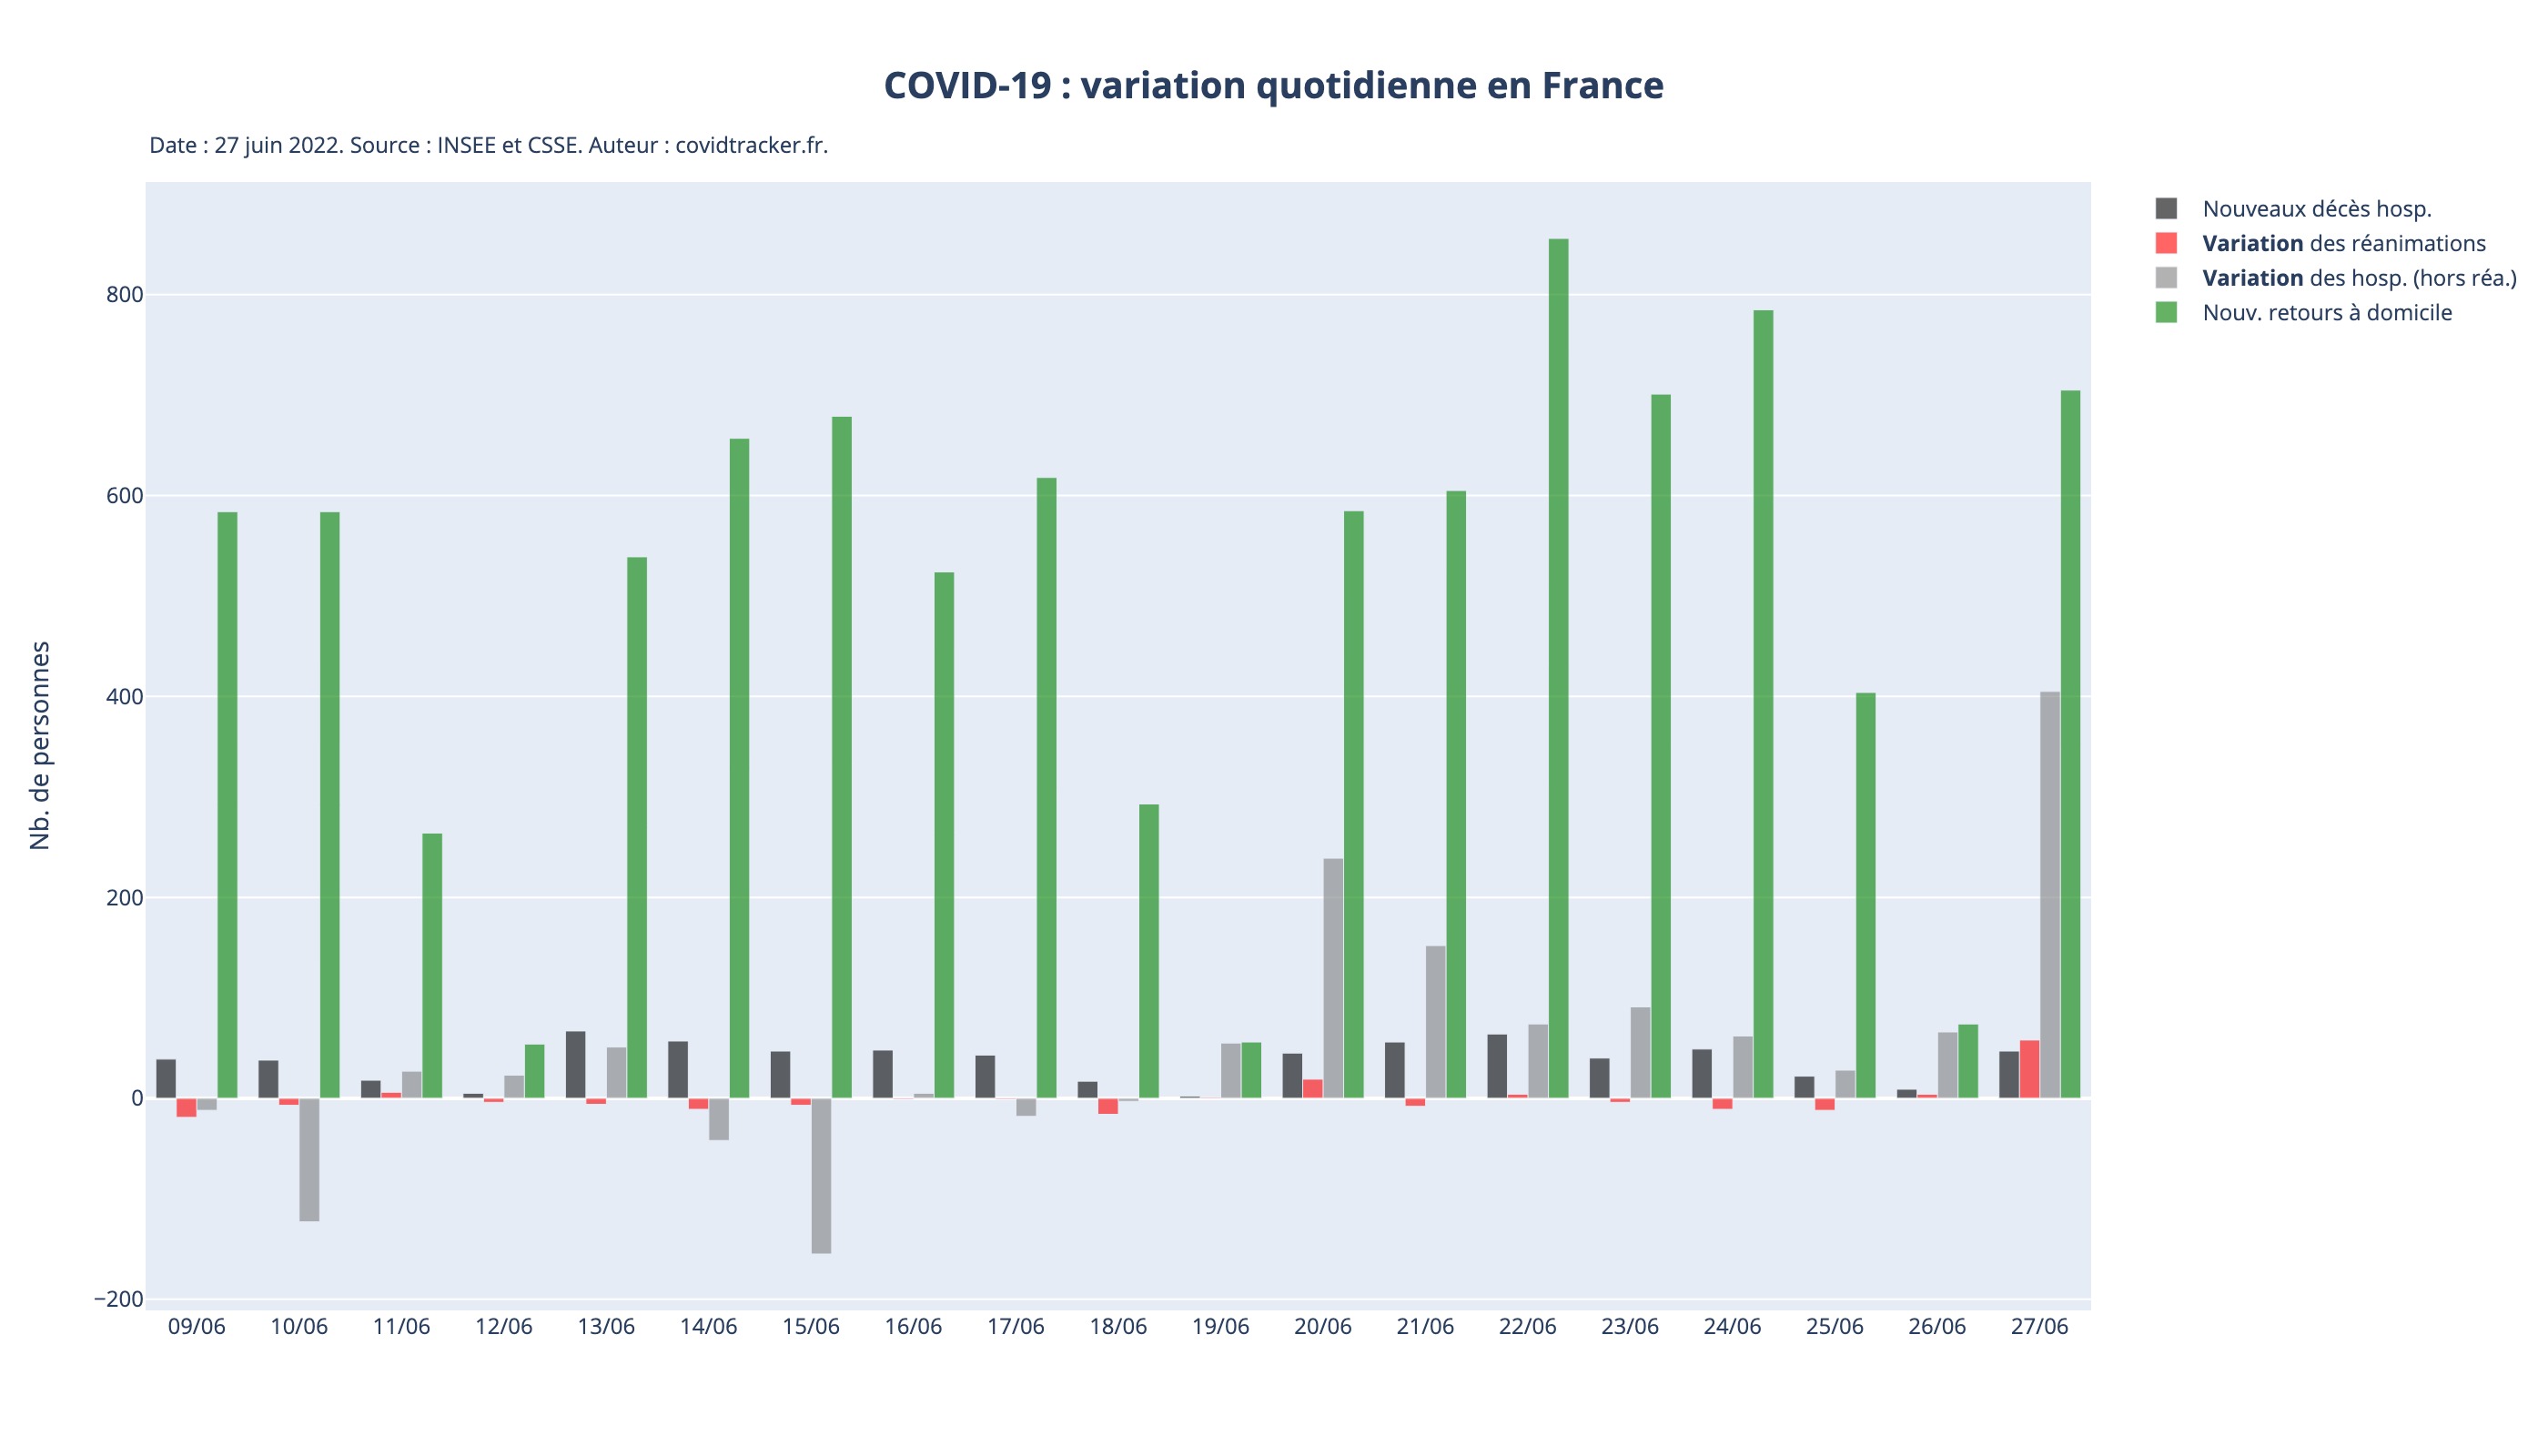 COVID-19 : variation quotidienne en France
Date : 27 juin 2022. Source : INSEE et CSSE. Auteur : covidtracker.fr.
Nouveaux décès hosp.
Variation des réanimations
Variation des hosp. (hors réa.)
Nouv. retours à domicile
Nb. de personnes
800
600
400
200
0
−200
09/06 10/06 11/06 12/06 13/06 14/06 15/06 16/06 17/06 18/06 19/06 20/06 21/06 22/06 23/06 24/06 25/06 26/06 27/06